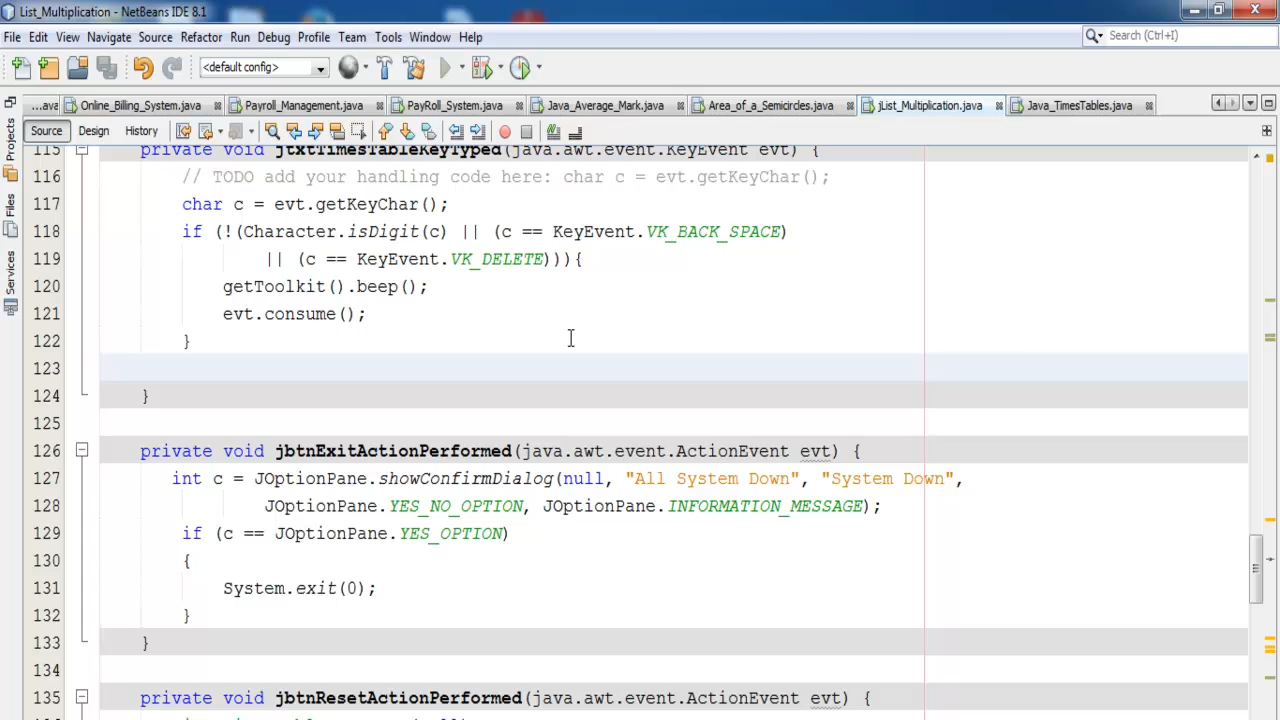 List_Multiplication - NetBeans IDE 8.1
File Edit View Navigate Source Refactor Run Debug Profile Team Tools Window Help
Search (Ctrl+I)
<default config>
...ava Online_Billing_System.java Payroll_Management.java PayRoll_System.java Java_Average_Mark.java Area_of_a_Semicirdes.java jList_Multiplication.java Java_TimesTables.java
Source Design History
Projects
Files
Services
115 private void jtxtTimesTableKeyTyped(java.awt.event.KeyEvent evt) {
116 // TODO add your handling code here: char c = evt.getKeyChar();
117 char c = evt.getKeyChar();
118 if (!(Character.isDigit(c) || (c == KeyEvent.VK_BACK_SPACE)
119 || (c == KeyEvent.VK_DELETE))){
120 getToolkit().beep();
121 evt.consume();
122 }
123
124 }
125
126 private void jbtnExitActionPerformed(java.awt.event.ActionEvent evt) {
127 int c = JOptionPane.showConfirmDialog(null, "All System Down", "System Down",
128 JOptionPane.YES_NO_OPTION, JOptionPane.INFORMATION_MESSAGE);
129 if (c == JOptionPane.YES_OPTION)
130 {
131 System.exit(0);
132 }
133 }
134
135 private void jbtnResetActionPerformed(java.awt.event.ActionEvent evt) {